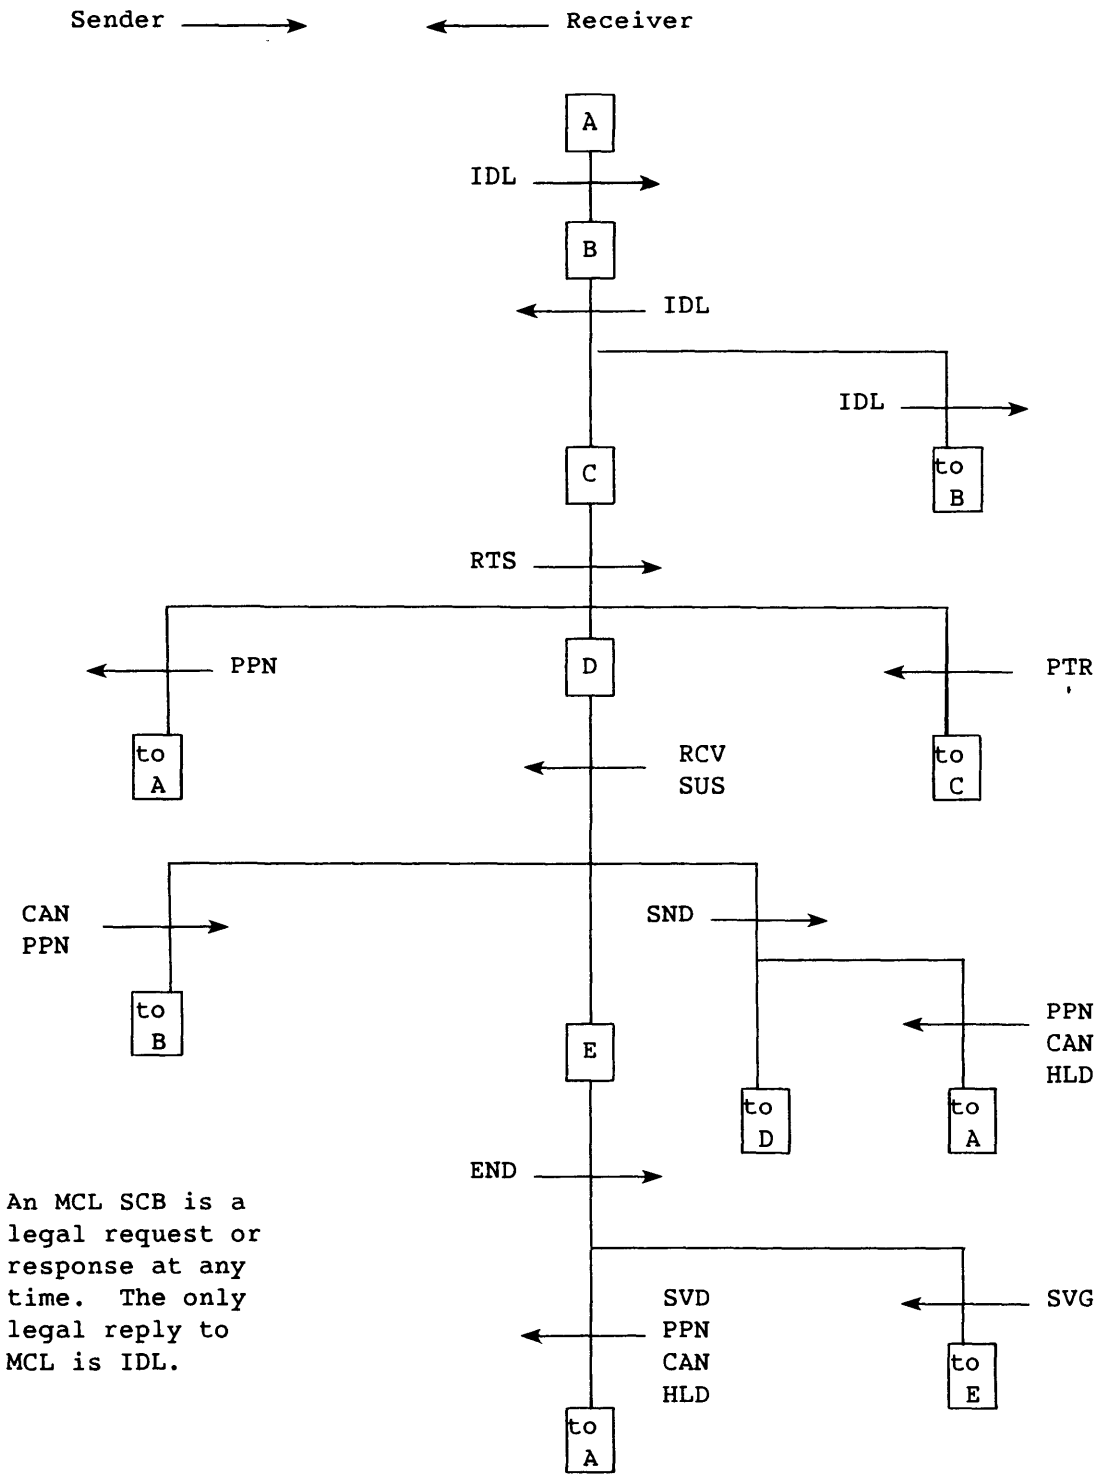 Sender Receiver
A
IDL
B
IDL
IDL
C
to
B
RTS
PPN
D
PTR
to
A
RCV
SUS
to
C
CAN
PPN
SND
to
B
E
PPN
CAN
HLD
to
D
to
A
END
An MCL SCB is a
legal request or
response at any
time. The only
legal reply to
MCL is IDL.
SVD
PPN
CAN
HLD
SVG
to
E
to
A